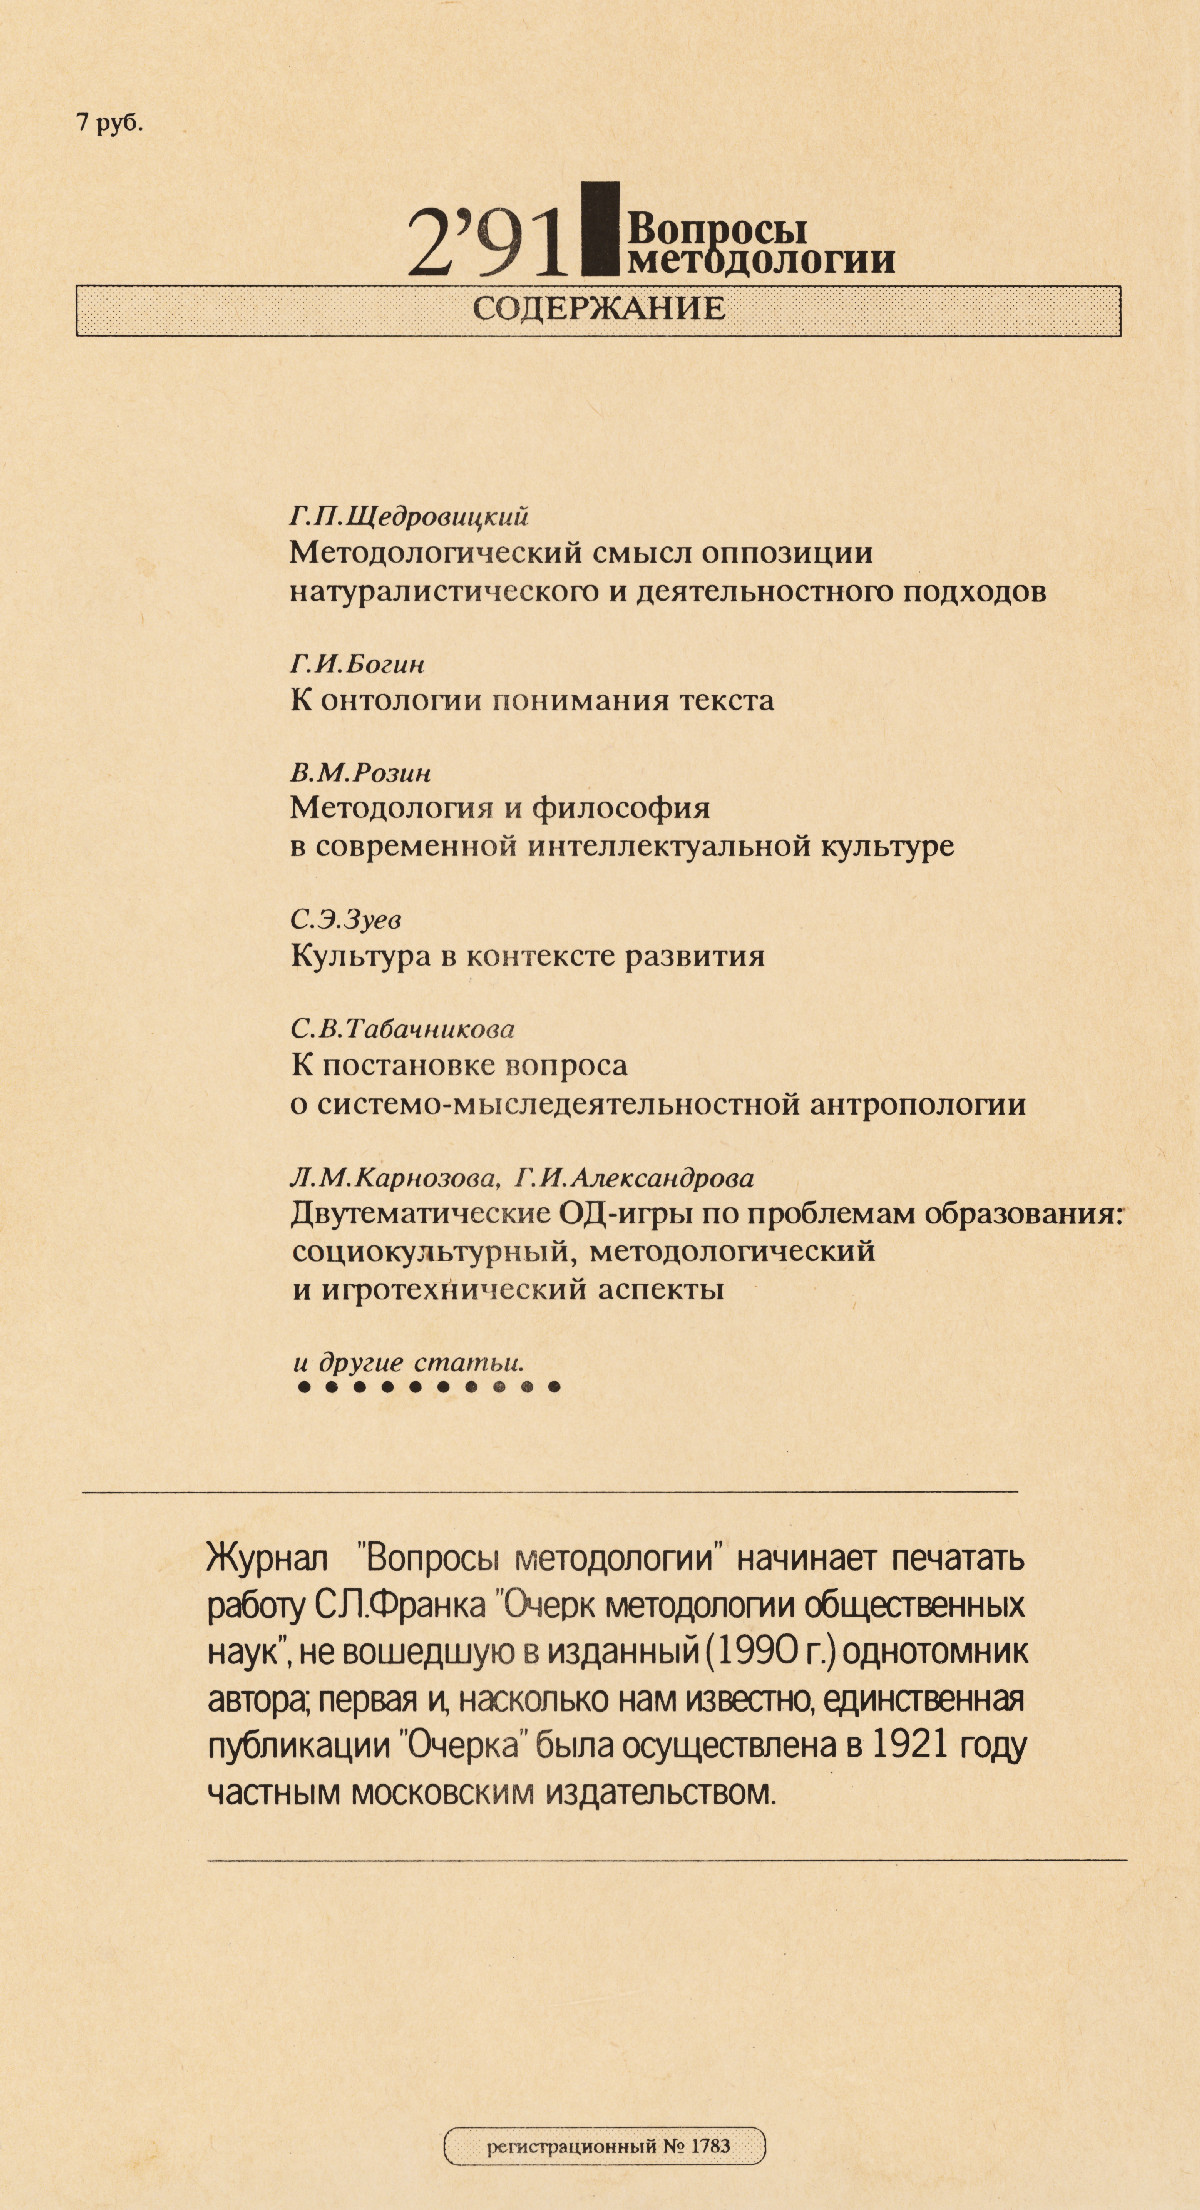 7 руб.
2’91
Вопросы
методологии
СОДЕРЖАНИЕ
Г.П.Щедровицкий
Методологический смысл оппозиции
натуралистического и деятельностного подходов
Г.И.Богин
К онтологии понимания текста
В.М.Розин
Методология и философия
в современной интеллектуальной культуре
С.Э.Зуев
Культура в контексте развития
С.В.Табачникова
К постановке вопроса
о системо-мыследеятельностной антропологии
Л.М.Карнозова, Г.И.Александрова
Двутематические ОД-игры по проблемам образования:
социокультурный, методологический
и игротехнический аспекты
и другие статьи.
Журнал "Вопросы методологии" начинает печатать
работу С.Л.Франка "Очерк методологии общественных
наук", не вошедшую в изданный (1990 г.) однотомник
автора; первая и, насколько нам известно, единственная
публикации "Очерка" была осуществлена в 1921 году
частным московским издательством.
регистрационный № 1783